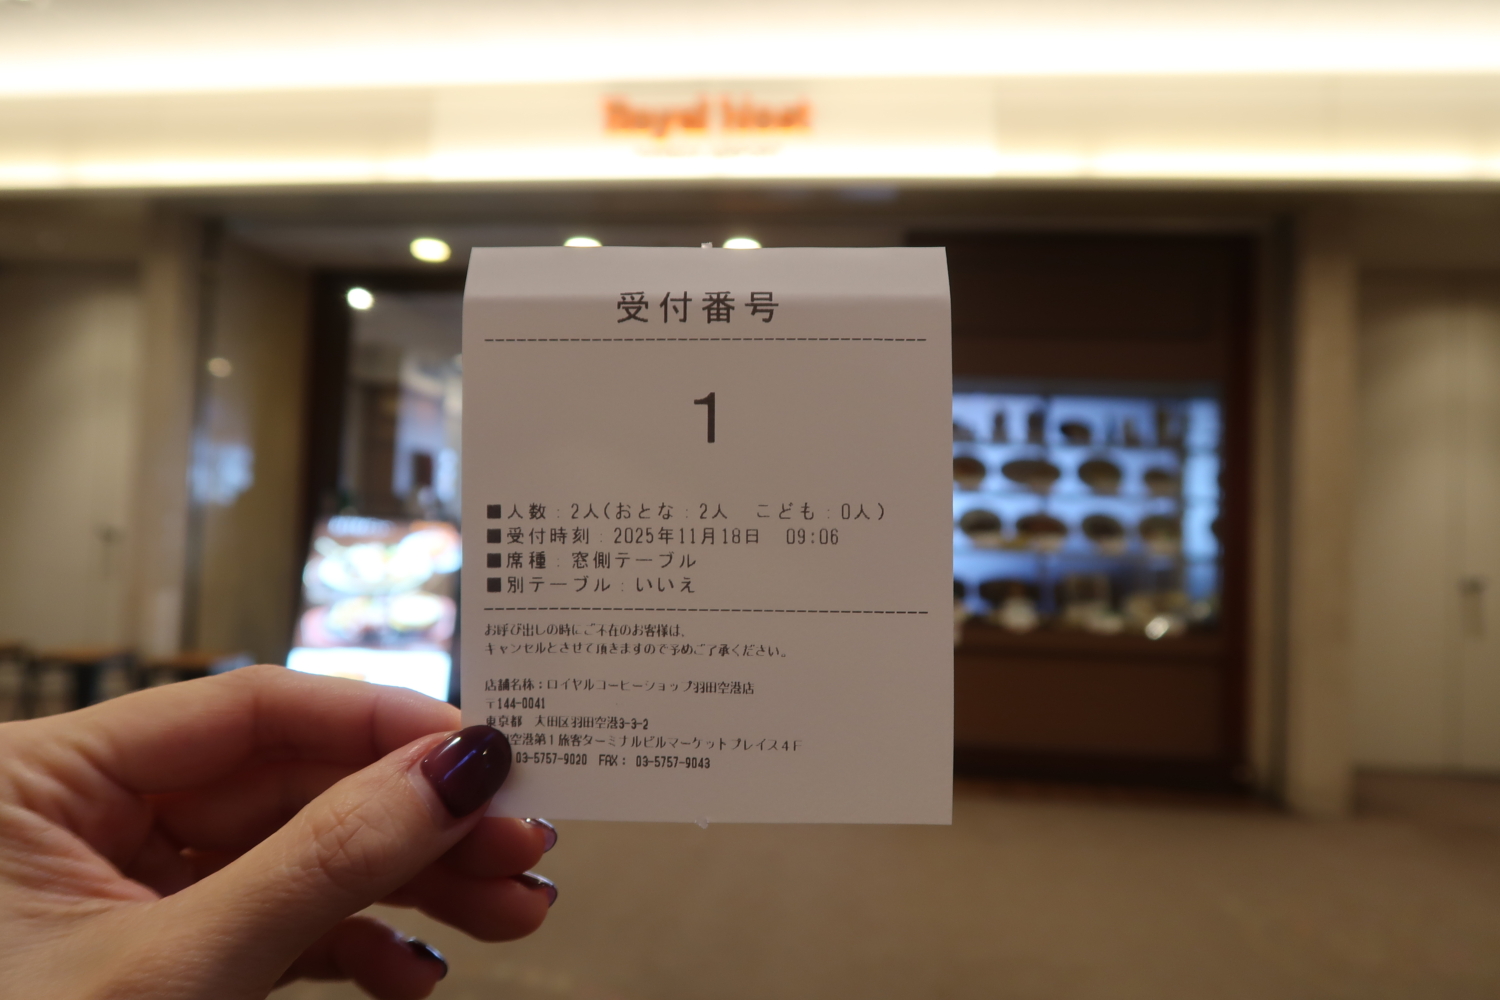 Royal Host
受付番号
1
■人数：2人(おとな：2人　こども：0人)
■受付時刻：2025年11月18日　09:06
■席種：窓側テーブル
■別テーブル：いいえ
お呼び出しの時にご不在のお客様は、
キャンセルとさせて頂きますので予めご了承ください。
店舗名称：ロイヤルコーヒーショップ羽田空港店
〒144-0041
東京都　大田区羽田空港3-3-2
空港第1旅客ターミナルビルマーケットプレイス4F
03-5757-9020　FAX：03-5757-9043